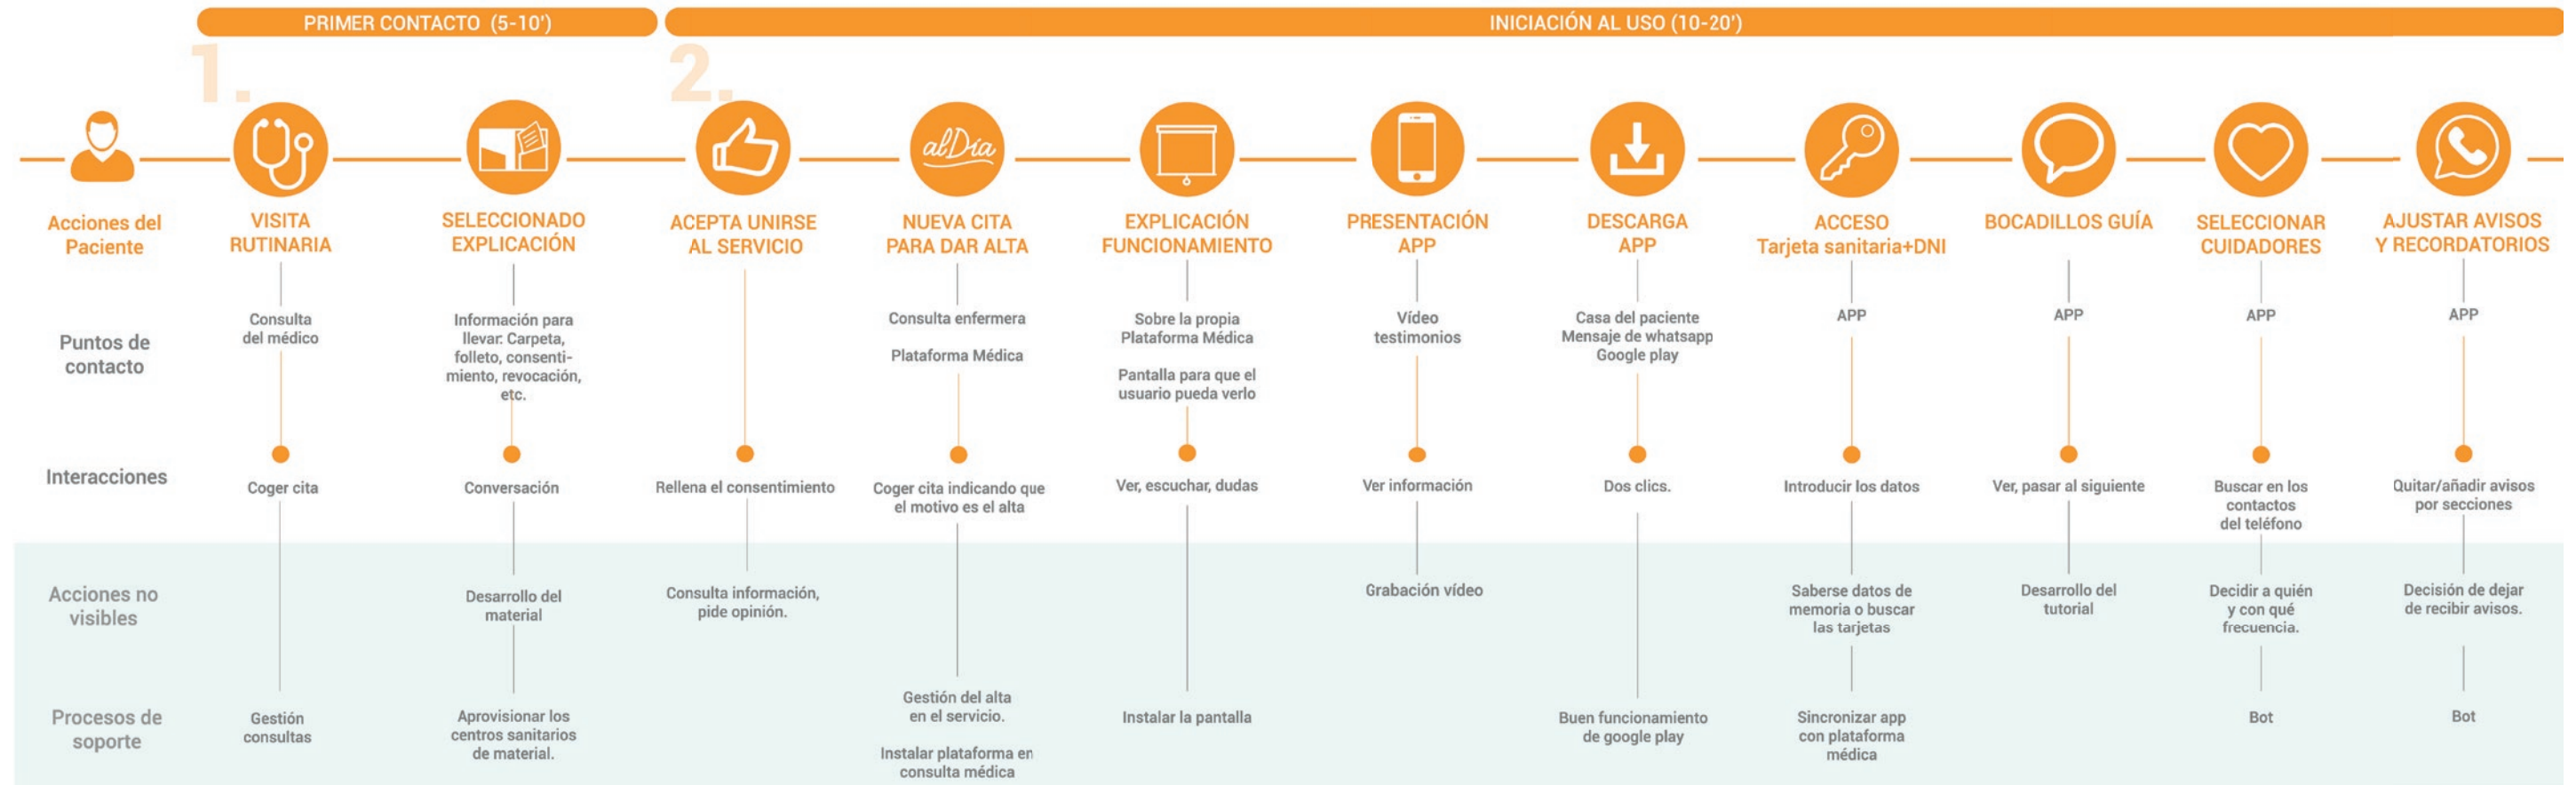 PRIMER CONTACTO (5-10')
INICIACIÓN AL USO (10-20')
1.
2.
alDía
Acciones del
Paciente
VISITA
RUTINARIA
SELECCIONADO
EXPLICACIÓN
ACEPTA UNIRSE
AL SERVICIO
NUEVA CITA
PARA DAR ALTA
EXPLICACIÓN
FUNCIONAMIENTO
PRESENTACIÓN
APP
DESCARGA
APP
ACCESO
Tarjeta sanitaria+DNI
BOCADILLOS GUÍA
SELECCIONAR
CUIDADORES
AJUSTAR AVISOS
Y RECORDATORIOS
Puntos de
contacto
Consulta
del médico
Información para
llevar: Carpeta,
folleto, consenti-
miento, revocación,
etc.
Consulta enfermera
Plataforma Médica
Sobre la propia
Plataforma Médica
Pantalla para que el
usuario pueda verlo
Vídeo
testimonios
Casa del paciente
Mensaje de whatsapp
Google play
APP
APP
APP
APP
Interacciones
Coger cita
Conversación
Rellena el consentimiento
Coger cita indicando que
el motivo es el alta
Ver, escuchar, dudas
Ver información
Dos clics.
Introducir los datos
Ver, pasar al siguiente
Buscar en los
contactos
del teléfono
Quitar/añadir avisos
por secciones
Acciones no
visibles
Desarrollo del
material
Consulta información,
pide opinión.
Grabación vídeo
Saberse datos de
memoria o buscar
las tarjetas
Desarrollo del
tutorial
Decidir a quién
y con qué
frecuencia.
Decisión de dejar
de recibir avisos.
Procesos de
soporte
Gestión
consultas
Aprovisionar los
centros sanitarios
de material.
Gestión del alta
en el servicio.
Instalar plataforma en
consulta médica
Instalar la pantalla
Buen funcionamiento
de google play
Sincronizar app
con plataforma
médica
Bot
Bot